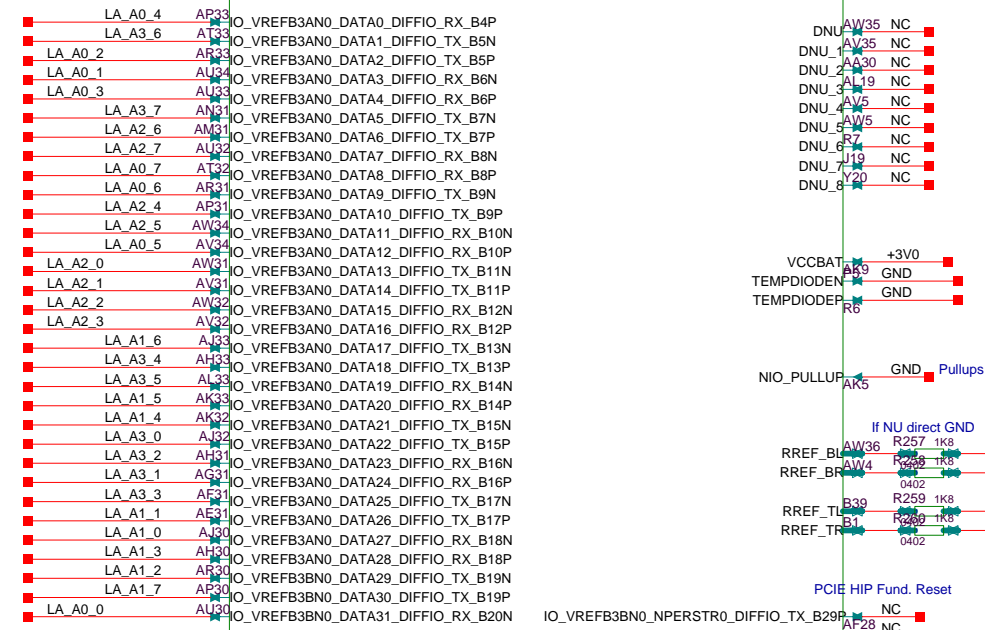 LA_A0_4 AP33 IO_VREFB3AN0_DATA0_DIFFIO_RX_B4P
LA_A3_6 AT33 IO_VREFB3AN0_DATA1_DIFFIO_TX_B5N
LA_A0_2 AR33 IO_VREFB3AN0_DATA2_DIFFIO_TX_B5P
LA_A0_1 AU34 IO_VREFB3AN0_DATA3_DIFFIO_RX_B6N
LA_A0_3 AU33 IO_VREFB3AN0_DATA4_DIFFIO_RX_B6P
LA_A3_7 AN31 IO_VREFB3AN0_DATA5_DIFFIO_TX_B7N
LA_A2_6 AM31 IO_VREFB3AN0_DATA6_DIFFIO_TX_B7P
LA_A2_7 AU32 IO_VREFB3AN0_DATA7_DIFFIO_RX_B8N
LA_A0_7 AT32 IO_VREFB3AN0_DATA8_DIFFIO_RX_B8P
LA_A0_6 AR31 IO_VREFB3AN0_DATA9_DIFFIO_TX_B9N
LA_A2_4 AP31 IO_VREFB3AN0_DATA10_DIFFIO_TX_B9P
LA_A2_5 AW34 IO_VREFB3AN0_DATA11_DIFFIO_RX_B10N
LA_A0_5 AV34 IO_VREFB3AN0_DATA12_DIFFIO_RX_B10P
LA_A2_0 AW31 IO_VREFB3AN0_DATA13_DIFFIO_TX_B11N
LA_A2_1 AV31 IO_VREFB3AN0_DATA14_DIFFIO_TX_B11P
LA_A2_2 AW32 IO_VREFB3AN0_DATA15_DIFFIO_RX_B12N
LA_A2_3 AV32 IO_VREFB3AN0_DATA16_DIFFIO_RX_B12P
LA_A1_6 AJ33 IO_VREFB3AN0_DATA17_DIFFIO_TX_B13N
LA_A3_4 AH33 IO_VREFB3AN0_DATA18_DIFFIO_TX_B13P
LA_A3_5 AL33 IO_VREFB3AN0_DATA19_DIFFIO_RX_B14N
LA_A1_5 AK33 IO_VREFB3AN0_DATA20_DIFFIO_RX_B14P
LA_A1_4 AK32 IO_VREFB3AN0_DATA21_DIFFIO_TX_B15N
LA_A3_0 AJ32 IO_VREFB3AN0_DATA22_DIFFIO_TX_B15P
LA_A3_2 AH31 IO_VREFB3AN0_DATA23_DIFFIO_RX_B16N
LA_A3_1 AG31 IO_VREFB3AN0_DATA24_DIFFIO_RX_B16P
LA_A3_3 AF31 IO_VREFB3AN0_DATA25_DIFFIO_TX_B17N
LA_A1_1 AE31 IO_VREFB3AN0_DATA26_DIFFIO_TX_B17P
LA_A1_0 AJ30 IO_VREFB3AN0_DATA27_DIFFIO_RX_B18N
LA_A1_3 AH30 IO_VREFB3AN0_DATA28_DIFFIO_RX_B18P
LA_A1_2 AR30 IO_VREFB3BN0_DATA29_DIFFIO_TX_B19N
LA_A1_7 AP30 IO_VREFB3BN0_DATA30_DIFFIO_TX_B19P
LA_A0_0 AU30 IO_VREFB3BN0_DATA31_DIFFIO_RX_B20N
DNU AW35 NC
DNU_1 AV35 NC
DNU_2 AA30 NC
DNU_3 AL19 NC
DNU_4 AV5 NC
DNU_5 AW5 NC
DNU_6 R7 NC
DNU_7 J19 NC
DNU_8 Y20 NC
VCCBAT AK9 +3V0
TEMPDIODEN GND
TEMPDIODEP R6 GND
NIO_PULLUP AK5 GND Pullups
If NU direct GND
RREF_BL AW36 R257 1K8 0402
RREF_BR AW4 R258 1K8 0402
RREF_TL B39 R259 1K8 0402
RREF_TR B1 R260 1K8 0402
PCIE HIP Fund. Reset
IO_VREFB3BN0_NPERSTR0_DIFFIO_TX_B29P NC
AF28 NC